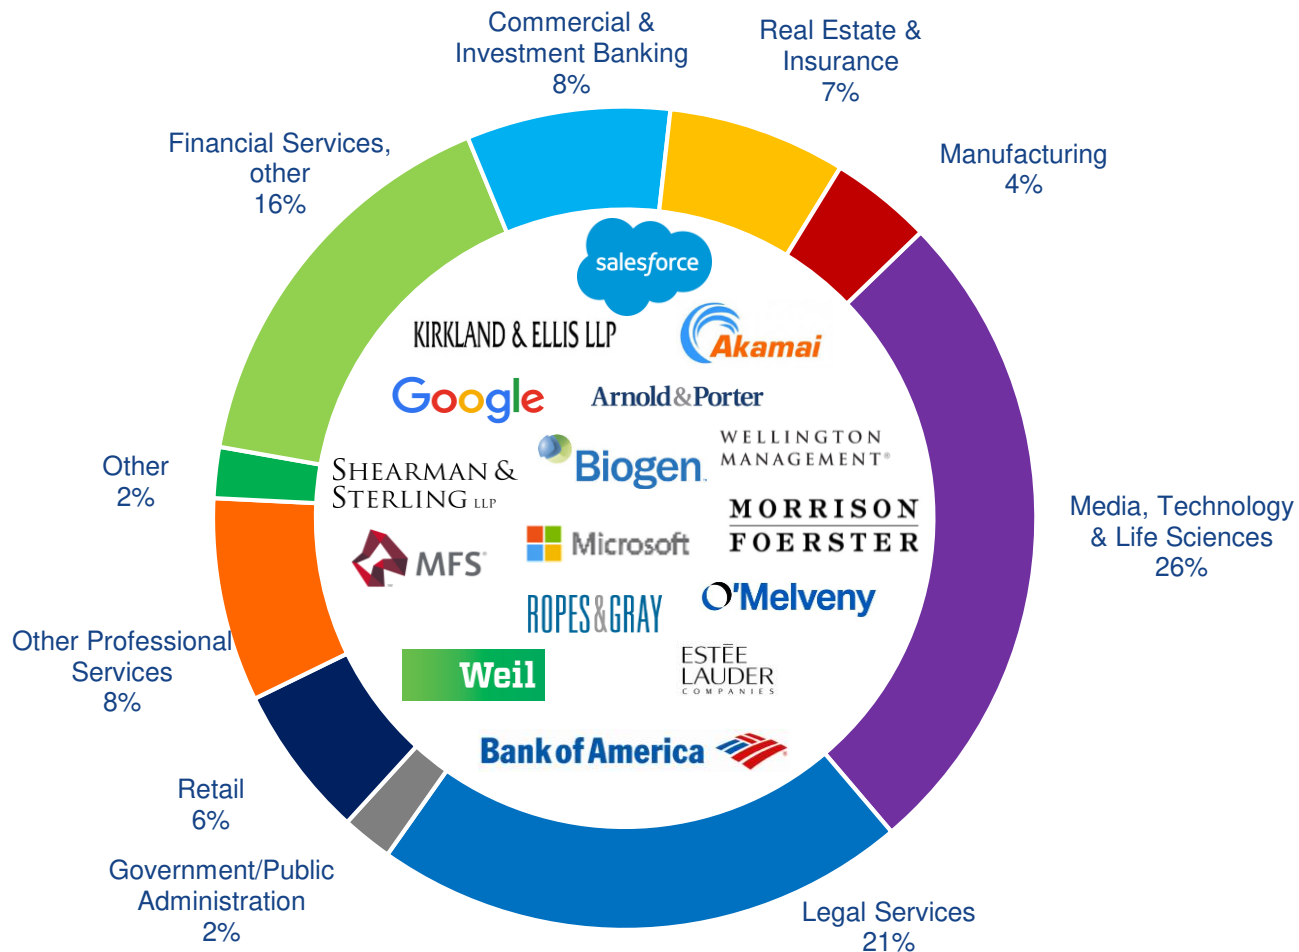 Commercial &
Investment Banking
8%
Real Estate &
Insurance
7%
Financial Services,
other
16%
Manufacturing
4%
salesforce
KIRKLAND & ELLIS LLP
Akamai
Google
Arnold&Porter
WELLINGTON
MANAGEMENT®
Biogen
SHEARMAN &
STERLING LLP
Other
2%
MORRISON
FOERSTER
Media, Technology
& Life Sciences
26%
Microsoft
MFS®
O'Melveny
ROPES&GRAY
Other Professional
Services
8%
Weil
ESTĒE
LAUDER
COMPANIES
Bank of America
Retail
6%
Government/Public
Administration
2%
Legal Services
21%